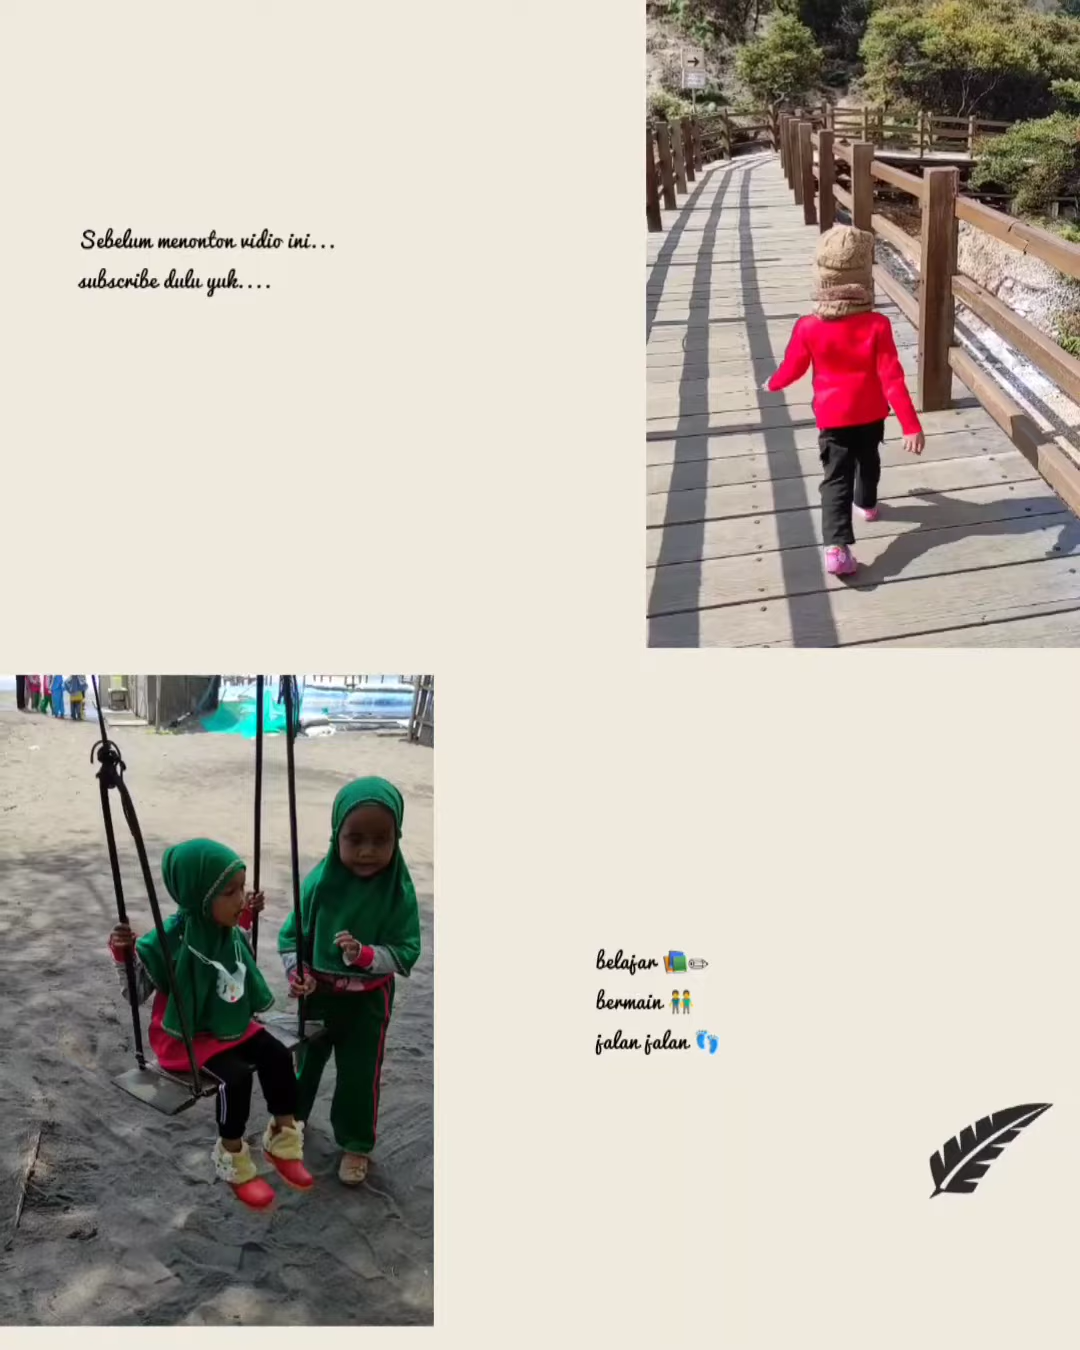 Sebelum menonton vidio ini...
subscribe dulu yuk....
belajar 📚✏
bermain 👬
jalan jalan 👣